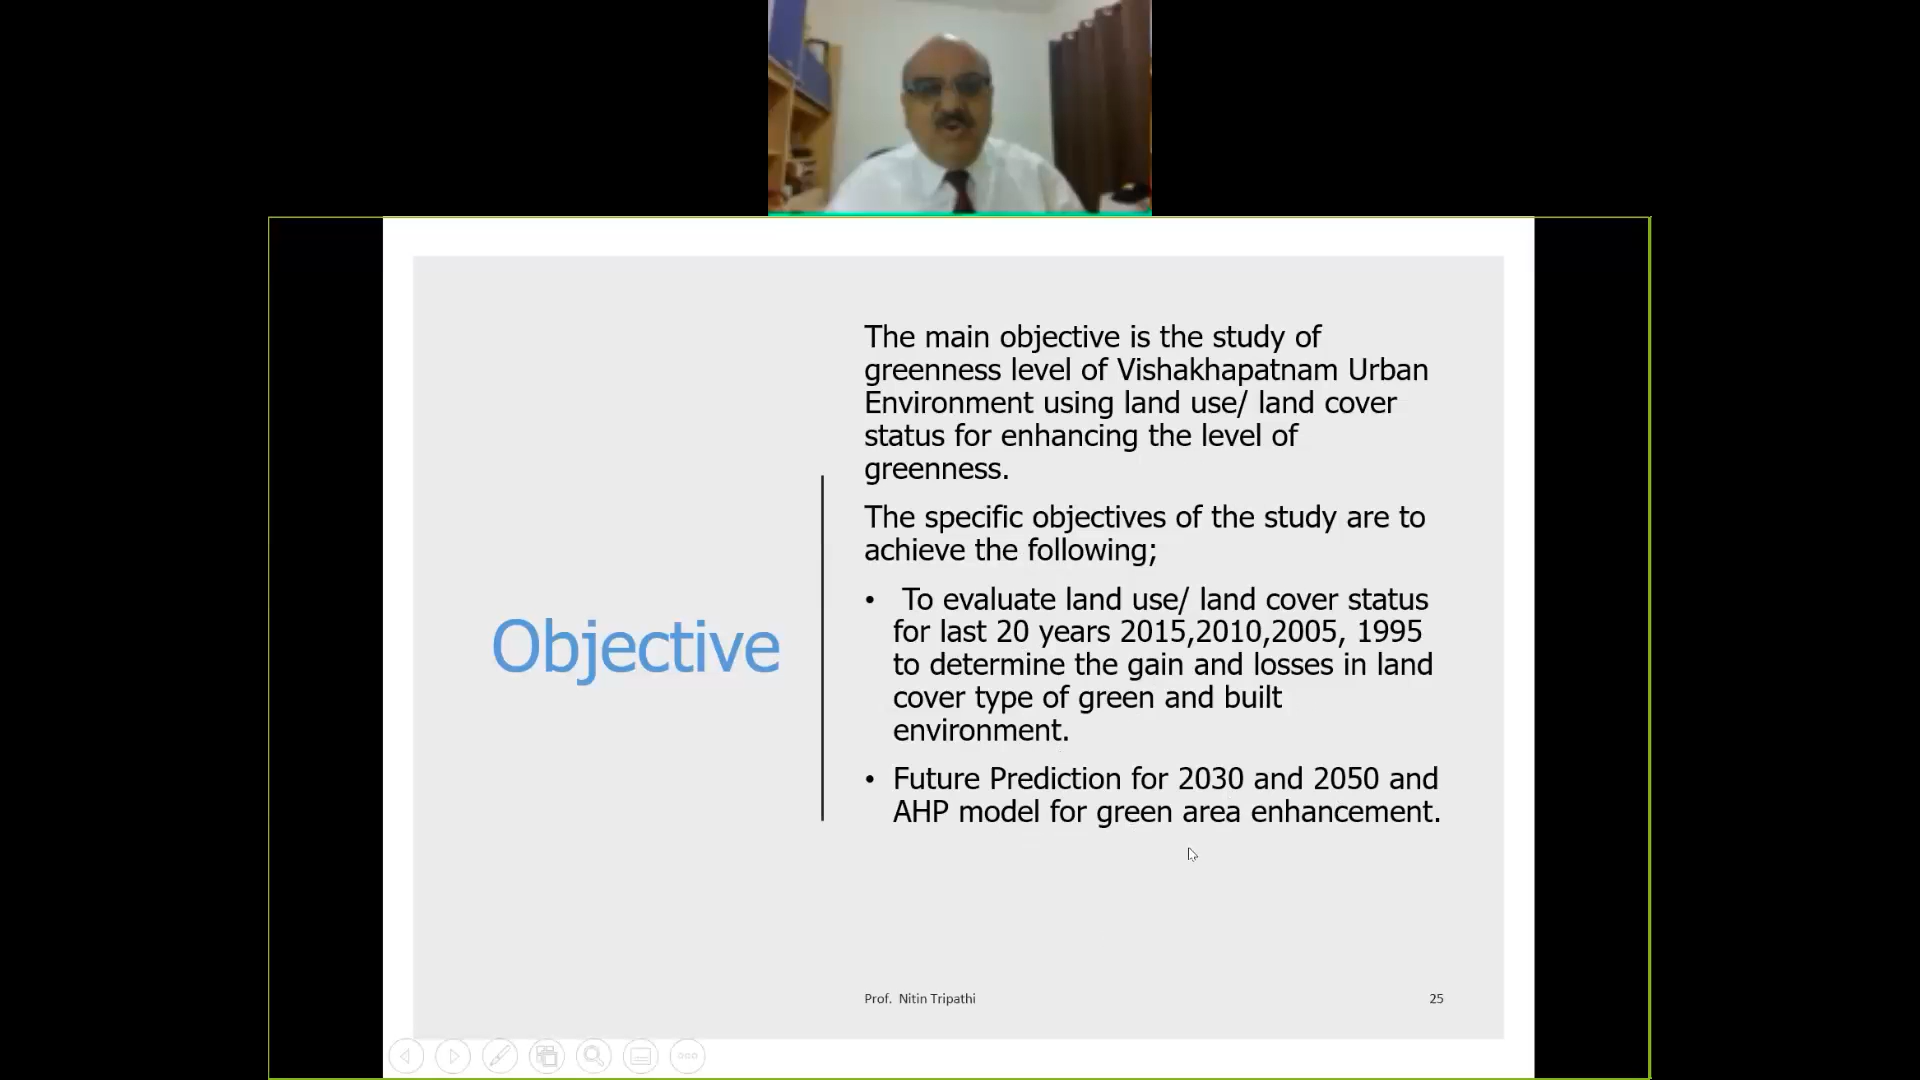 The main objective is the study of
greenness level of Vishakhapatnam Urban
Environment using land use/ land cover
status for enhancing the level of
greenness.
The specific objectives of the study are to
achieve the following;
Objective
• To evaluate land use/ land cover status
for last 20 years 2015,2010,2005, 1995
to determine the gain and losses in land
cover type of green and built
environment.
• Future Prediction for 2030 and 2050 and
AHP model for green area enhancement.
Prof. Nitin Tripathi
25